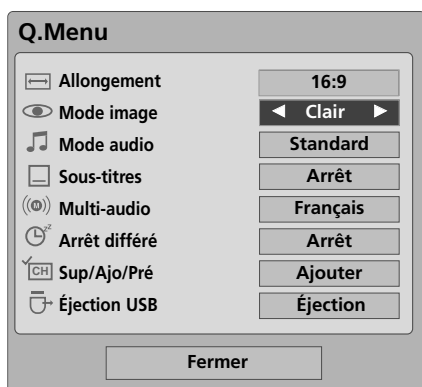 Q.Menu
Allongement 16:9
Mode image ◄ Clair ►
Mode audio Standard
Sous-titres Arrêt
Multi-audio Français
Arrêt différé Arrêt
Sup/Ajo/Pré Ajouter
Éjection USB Éjection
Fermer